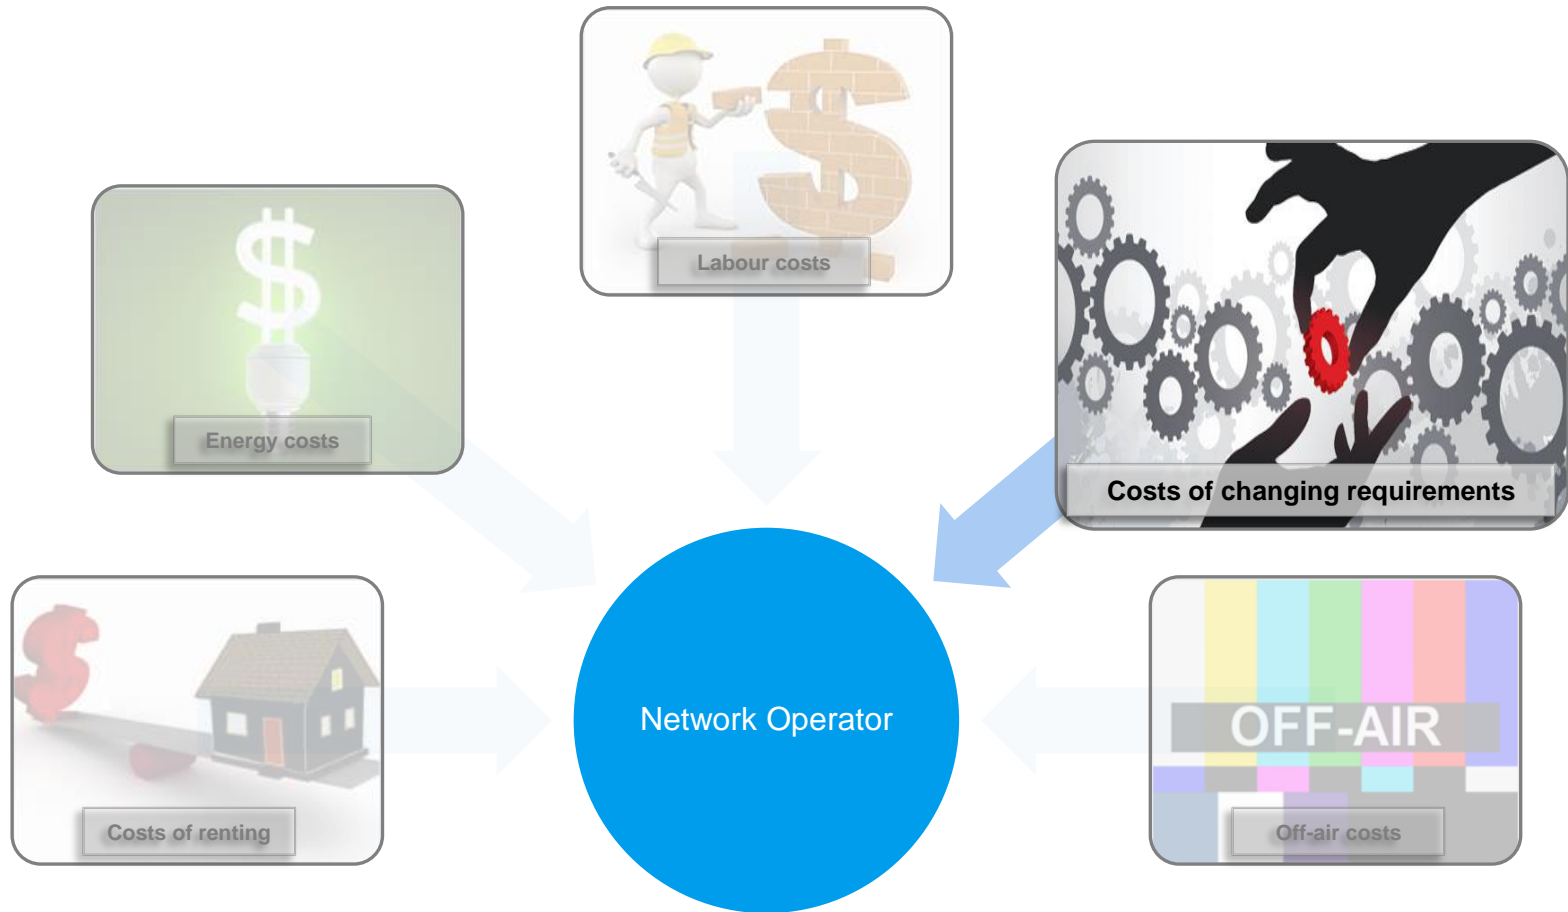 Labour costs
Energy costs
Costs of changing requirements
Network Operator
OFF-AIR
Costs of renting
Off-air costs